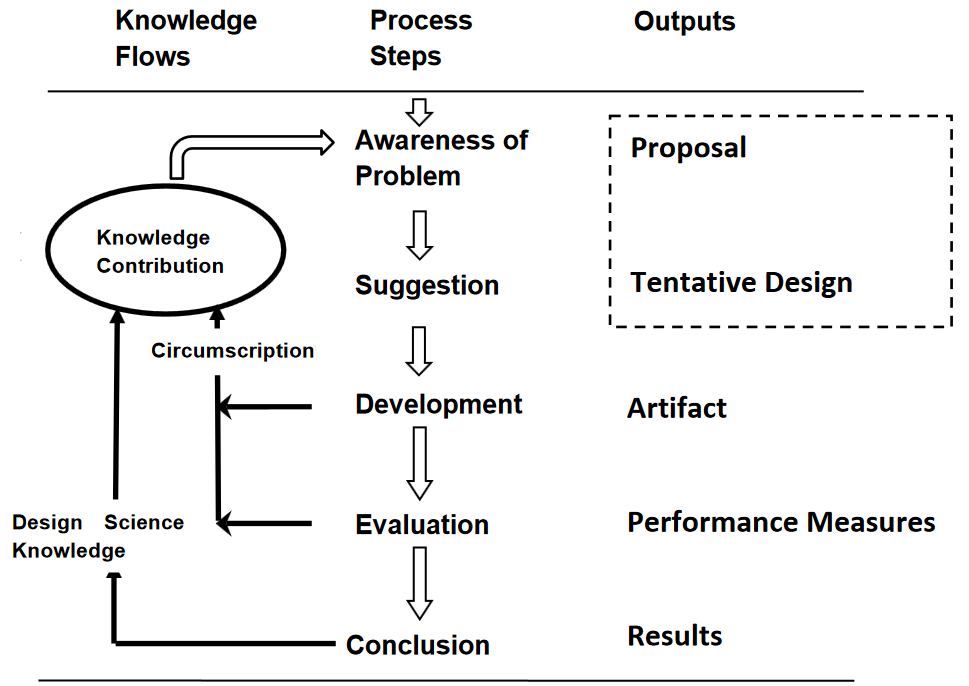 Knowledge Flows
Process Steps
Outputs
Awareness of
Problem
Proposal
Knowledge
Contribution
Suggestion
Tentative Design
Circumscription
Development
Artifact
Design Science
Knowledge
Evaluation
Performance Measures
Conclusion
Results